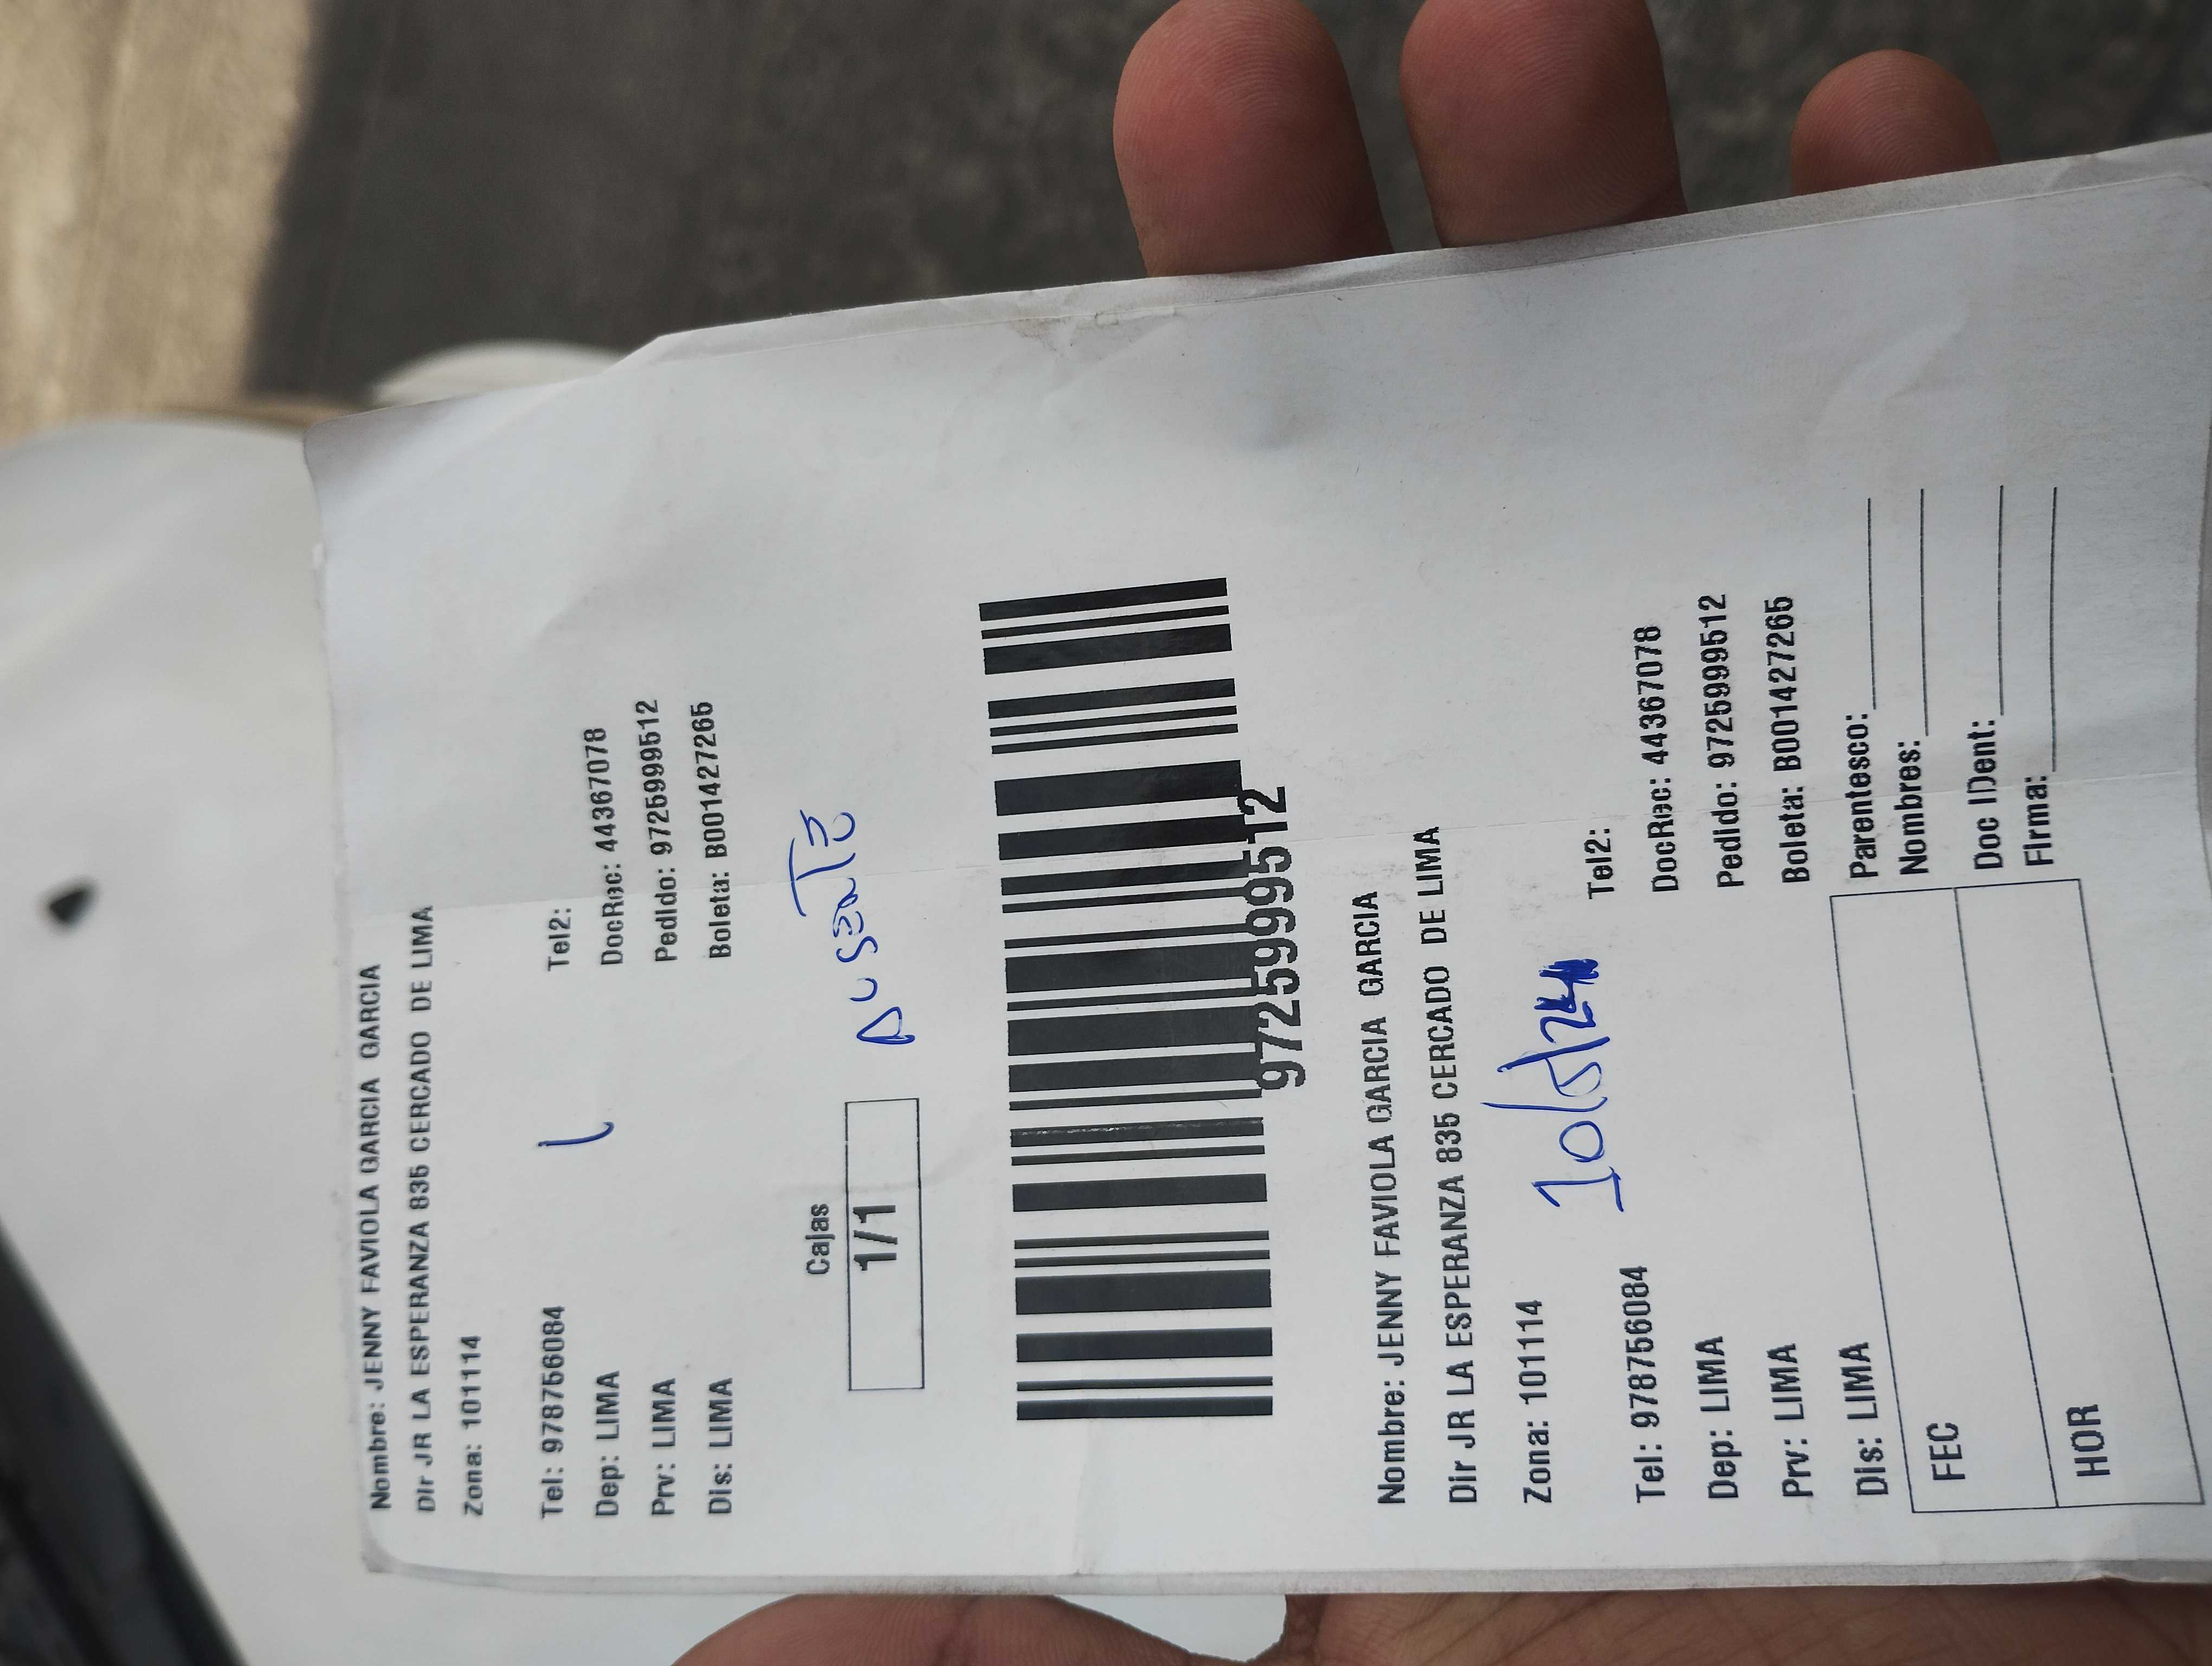 Nombre: JENNY FAVIOLA GARCIA GARCIA
Dir JR LA ESPERANZA 835 CERCADO DE LIMA
Zona: 101114
Tel: 978756084 Tel2:
Dep: LIMA DocRec: 44367078
Prv: LIMA Pedido: 9725999512
Dis: LIMA Boleta: B001427265
Cajas
1/1 AUSENTE
9725999512
Nombre: JENNY FAVIOLA GARCIA GARCIA
Dir JR LA ESPERANZA 835 CERCADO DE LIMA
Zona: 101114
Tel: 978756084 Tel2:
Dep: LIMA DocRec: 44367078
Prv: LIMA Pedido: 9725999512
Dis: LIMA Boleta: B001427265
FEC Parentesco:
Nombres:
HOR Doc IDent:
Firma: